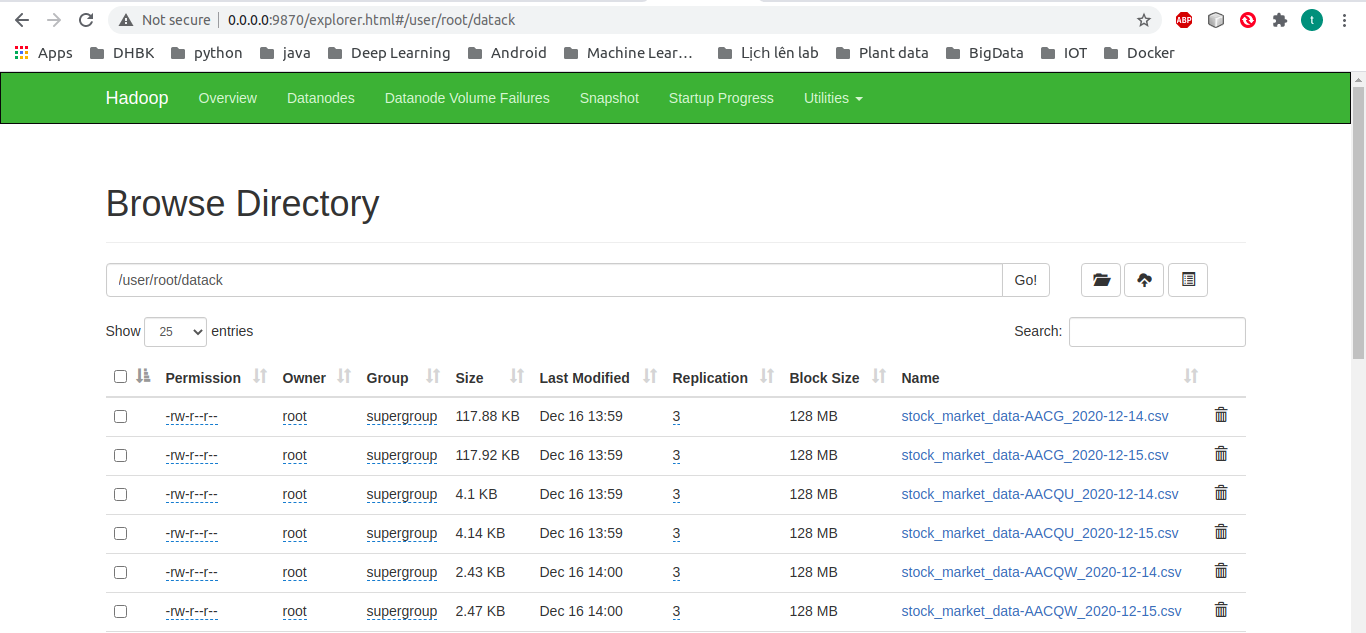 Not secure 0.0.0.0:9870/explorer.html#/user/root/datack ABP t
Apps DHBK python java Deep Learning Android Machine Lear… Lịch lên lab Plant data BigData IOT Docker
Hadoop Overview Datanodes Datanode Volume Failures Snapshot Startup Progress Utilities
Browse Directory
/user/root/datack Go!
Show 25 entries Search:
Permission Owner Group Size Last Modified Replication Block Size Name
-rw-r--r-- root supergroup 117.88 KB Dec 16 13:59 3 128 MB stock_market_data-AACG_2020-12-14.csv
-rw-r--r-- root supergroup 117.92 KB Dec 16 13:59 3 128 MB stock_market_data-AACG_2020-12-15.csv
-rw-r--r-- root supergroup 4.1 KB Dec 16 13:59 3 128 MB stock_market_data-AACQU_2020-12-14.csv
-rw-r--r-- root supergroup 4.14 KB Dec 16 13:59 3 128 MB stock_market_data-AACQU_2020-12-15.csv
-rw-r--r-- root supergroup 2.43 KB Dec 16 14:00 3 128 MB stock_market_data-AACQW_2020-12-14.csv
-rw-r--r-- root supergroup 2.47 KB Dec 16 14:00 3 128 MB stock_market_data-AACQW_2020-12-15.csv